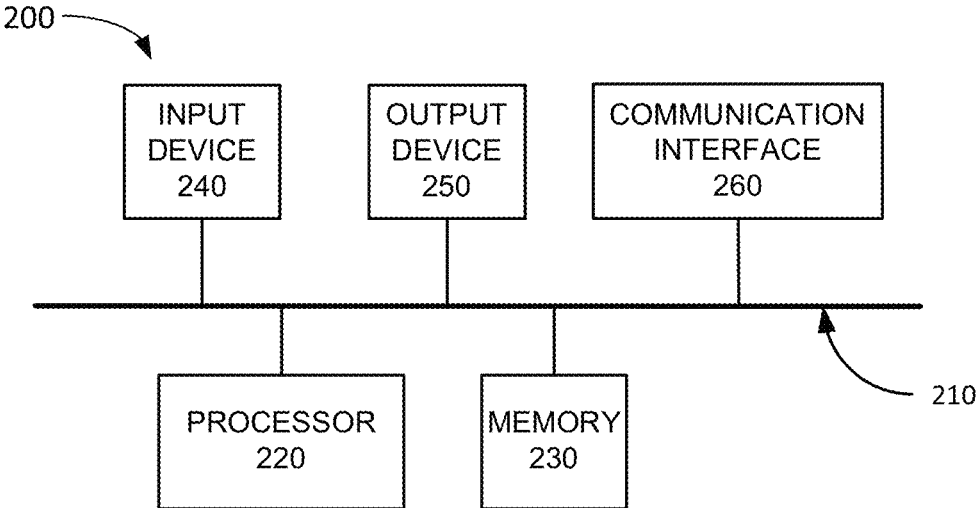 200
INPUT
DEVICE
240
OUTPUT
DEVICE
250
COMMUNICATION
INTERFACE
260
210
PROCESSOR
220
MEMORY
230